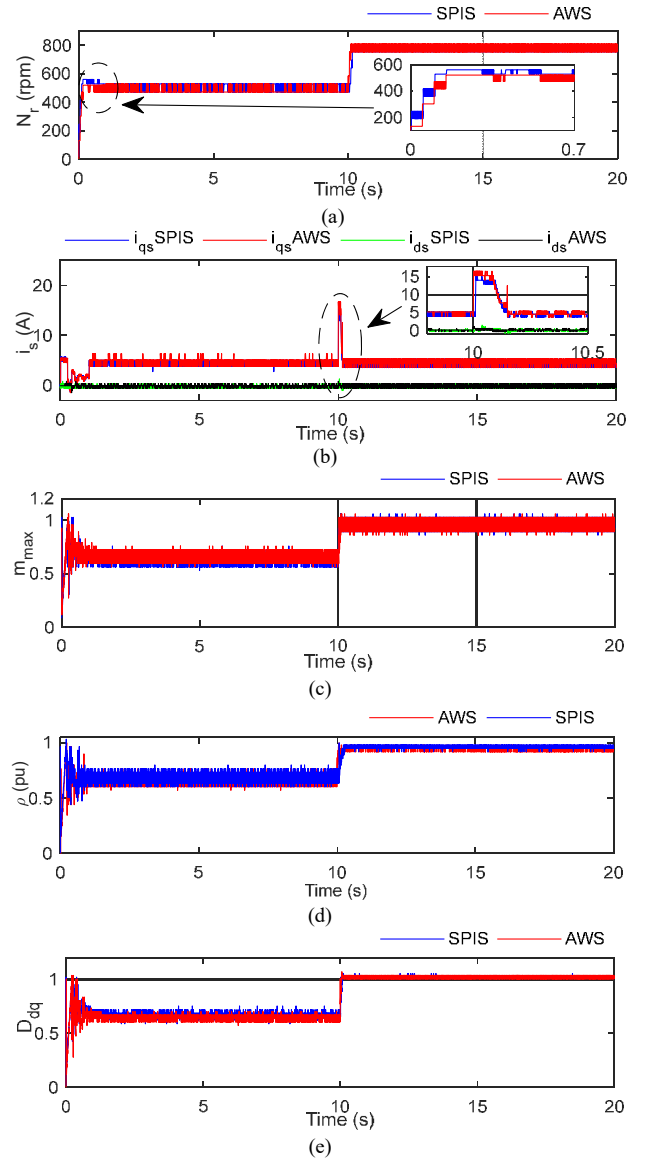 SPIS AWS
800
600
400
200
0
N_r (rpm)
600
400
200
0 0.7
0 5 10 15 20
Time (s)
(a)
i_qsSPIS i_qsAWS i_dsSPIS i_dsAWS
20
10
0
i_s (A)
15
10
5
0
10 10.5
0 5 10 15 20
Time (s)
(b)
SPIS AWS
1.2
1
0.5
0
m_max
0 5 10 15 20
Time (s)
(c)
AWS SPIS
1
0.5
0
ρ (pu)
0 5 10 15 20
Time (s)
(d)
SPIS AWS
1
0.5
0
D_dq
0 5 10 15 20
Time (s)
(e)